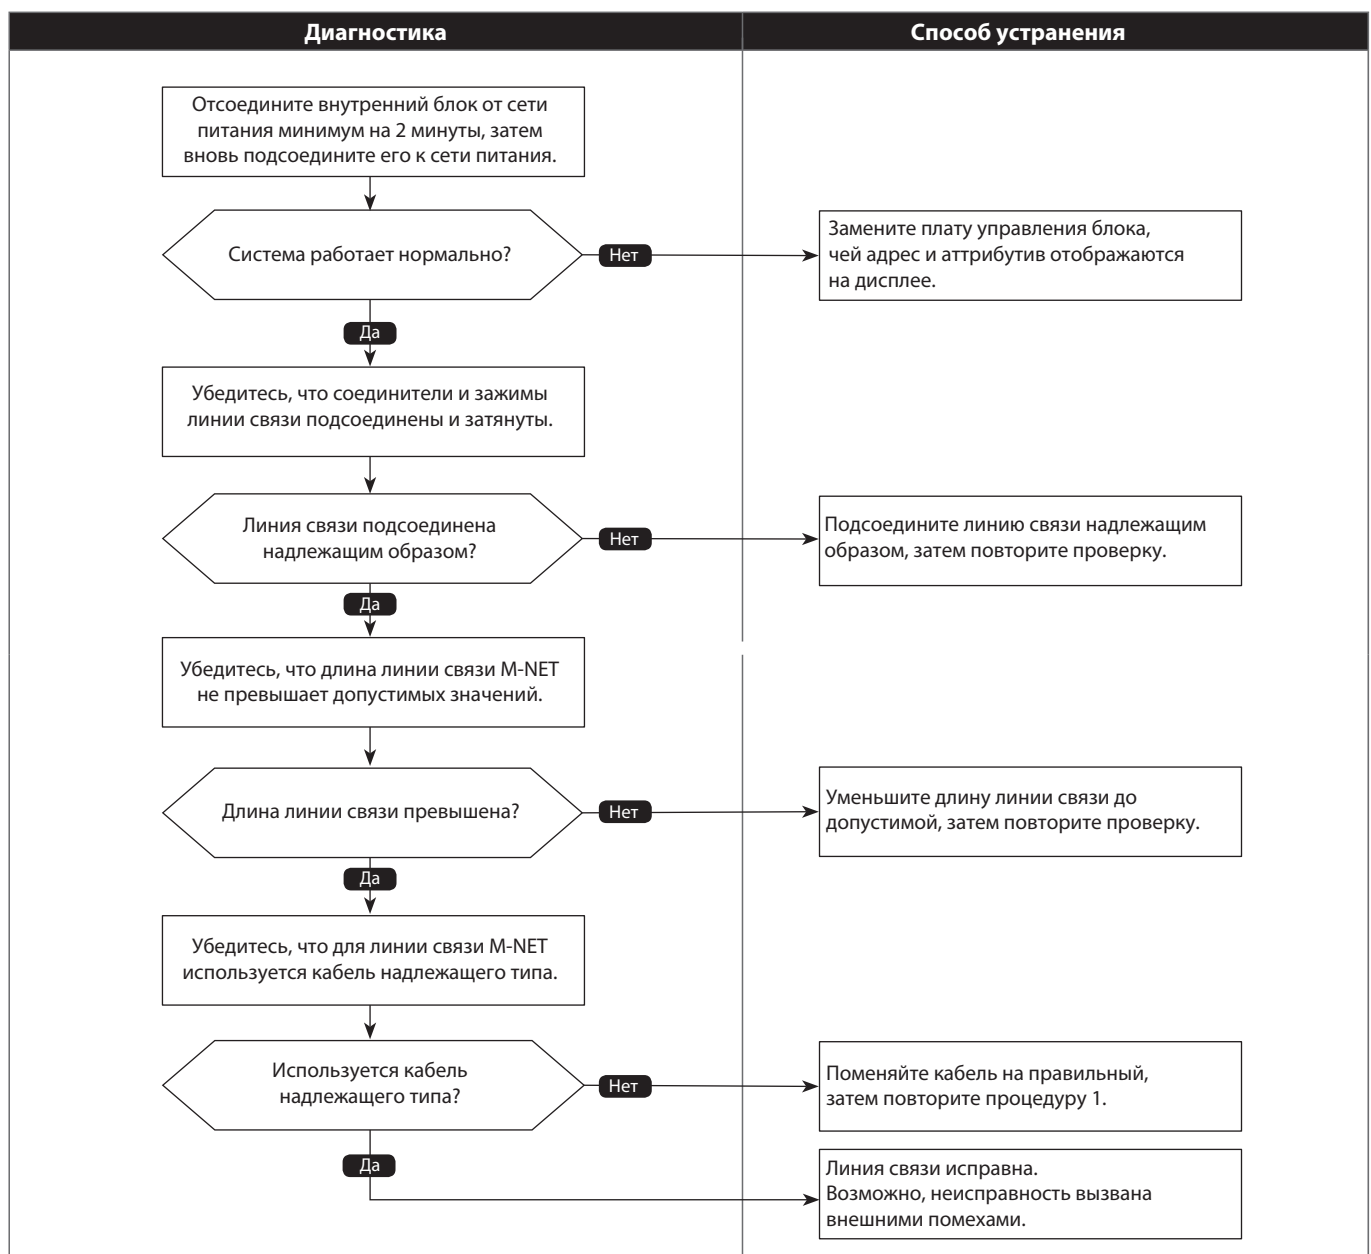 Диагностика
Способ устранения
Отсоедините внутренний блок от сети
питания минимум на 2 минуты, затем
вновь подсоедините его к сети питания.
Система работает нормально?
Нет
Замените плату управления блока,
чей адрес и аттрибутив отображаются
на дисплее.
Да
Убедитесь, что соединители и зажимы
линии связи подсоединены и затянуты.
Линия связи подсоединена
надлежащим образом?
Нет
Подсоедините линию связи надлежащим
образом, затем повторите проверку.
Да
Убедитесь, что длина линии связи M-NET
не превышает допустимых значений.
Длина линии связи превышена?
Нет
Уменьшите длину линии связи до
допустимой, затем повторите проверку.
Да
Убедитесь, что для линии связи M-NET
используется кабель надлежащего типа.
Используется кабель
надлежащего типа?
Нет
Поменяйте кабель на правильный,
затем повторите процедуру 1.
Да
Линия связи исправна.
Возможно, неисправность вызвана
внешними помехами.